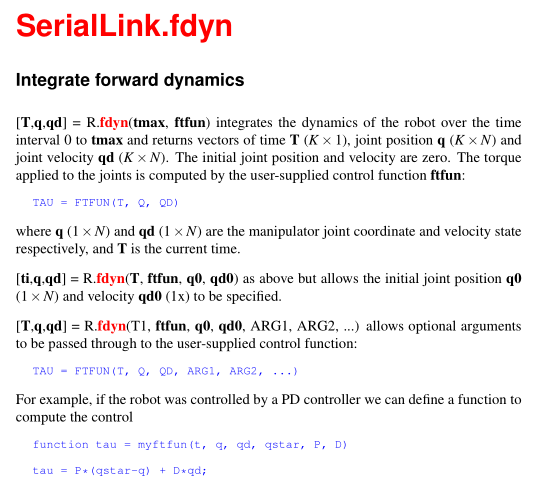 SerialLink.fdyn
Integrate forward dynamics
[T,q,qd] = R.fdyn(tmax, ftfun) integrates the dynamics of the robot over the time
interval 0 to tmax and returns vectors of time T (K × 1), joint position q (K × N) and
joint velocity qd (K × N). The initial joint position and velocity are zero. The torque
applied to the joints is computed by the user-supplied control function ftfun:
TAU = FTFUN(T, Q, QD)
where q (1 × N) and qd (1 × N) are the manipulator joint coordinate and velocity state
respectively, and T is the current time.
[ti,q,qd] = R.fdyn(T, ftfun, q0, qd0) as above but allows the initial joint position q0
(1 × N) and velocity qd0 (1x) to be specified.
[T,q,qd] = R.fdyn(T1, ftfun, q0, qd0, ARG1, ARG2, ...) allows optional arguments
to be passed through to the user-supplied control function:
TAU = FTFUN(T, Q, QD, ARG1, ARG2, ...)
For example, if the robot was controlled by a PD controller we can define a function to
compute the control
function tau = myftfun(t, q, qd, qstar, P, D)
tau = P*(qstar-q) + D*qd;